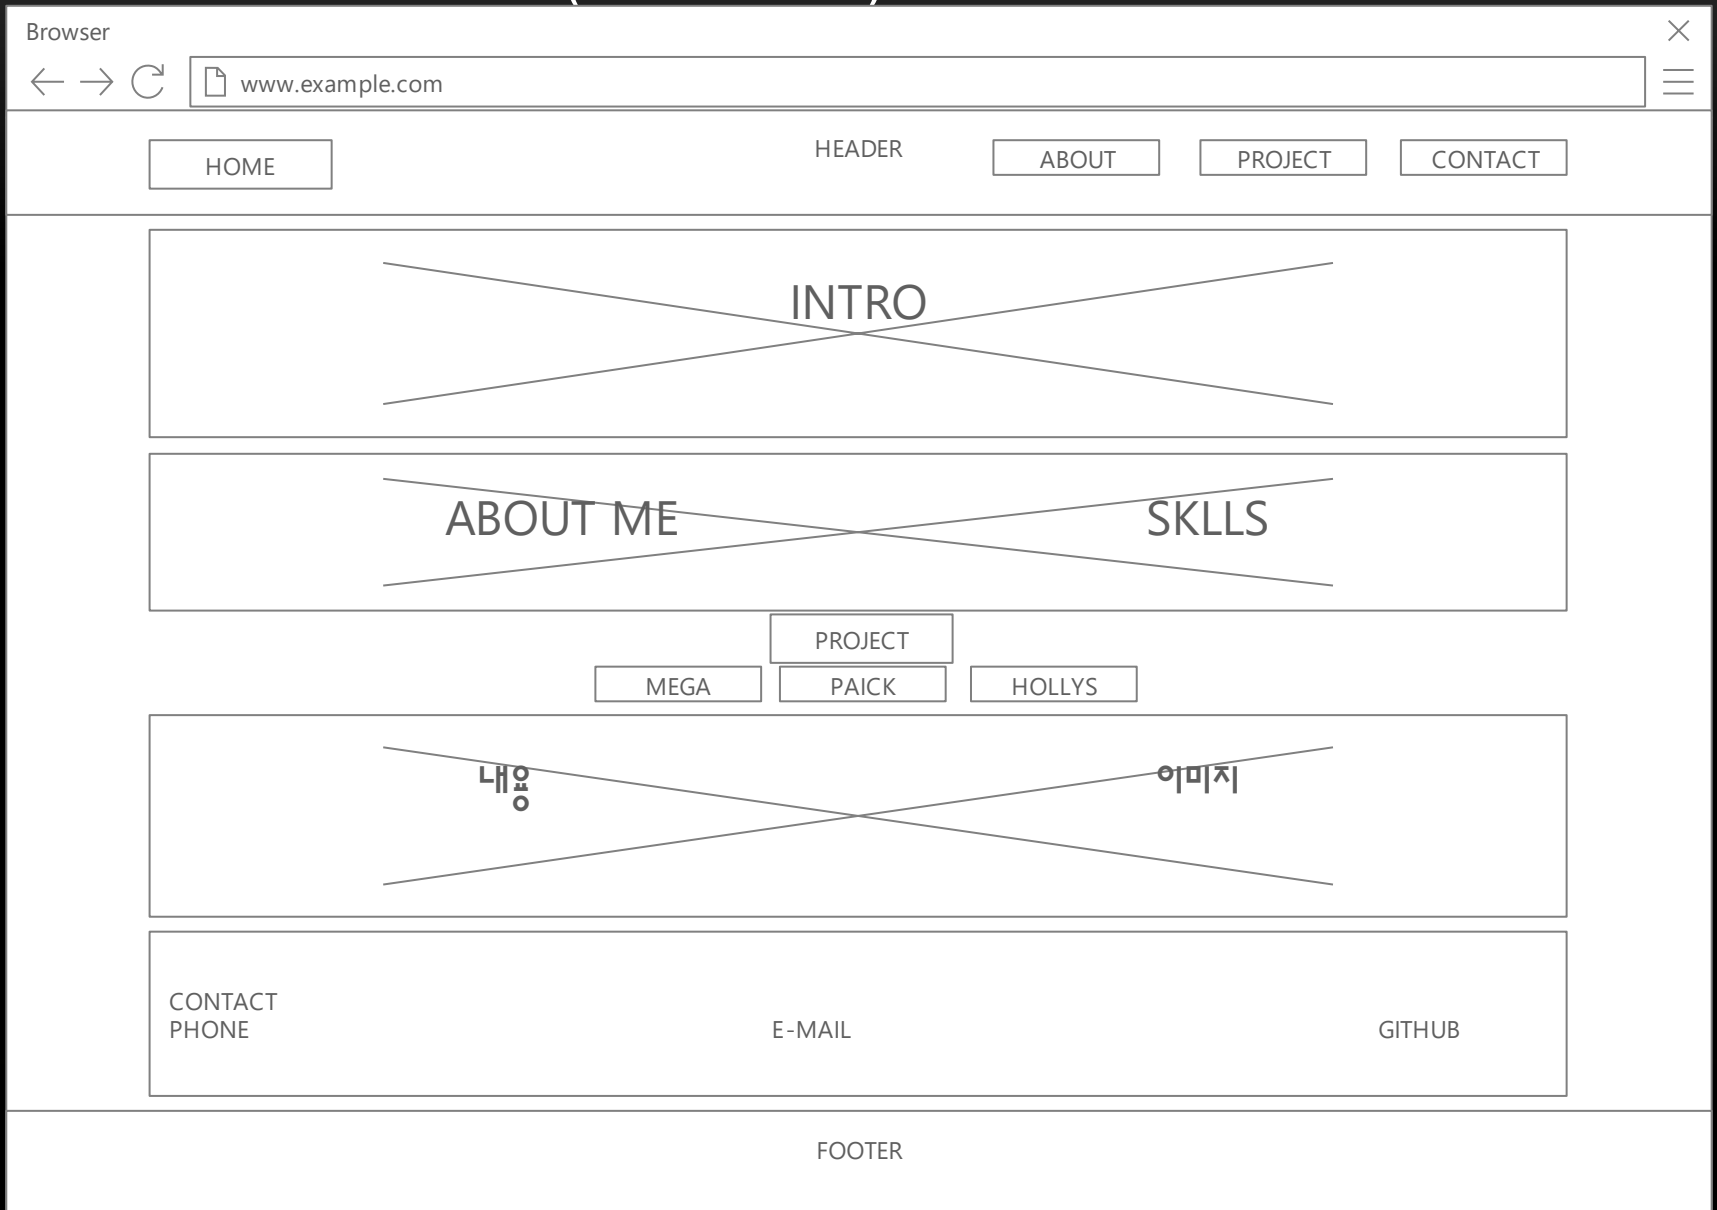 Browser
www.example.com
HOME
HEADER
ABOUT
PROJECT
CONTACT
INTRO
ABOUT ME
SKLLS
PROJECT
MEGA
PAICK
HOLLYS
내용
이미지
CONTACT
PHONE
E-MAIL
GITHUB
FOOTER